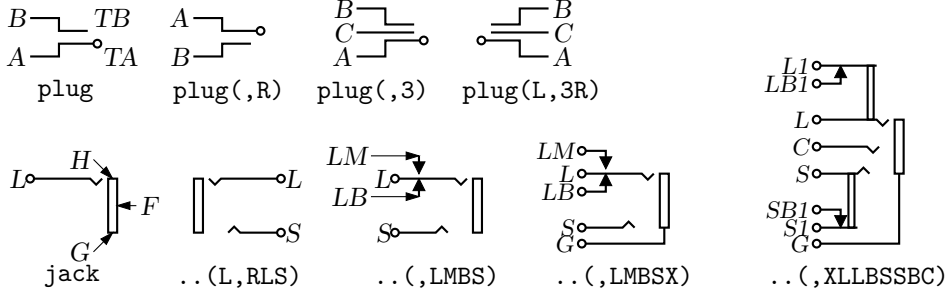 B TB
A TA
plug
A
B
plug(,R)
B
C
A
plug(,3)
B
C
A
plug(L,3R)
L
H
F
G
jack
L
S
..(L,RLS)
LM
L
LB
S
..(,LMBS)
LM
L
LB
S
G
..(,LMBSX)
L1
LB1
L
C
S
SB1
S1
G
..(,XLLBSSBC)